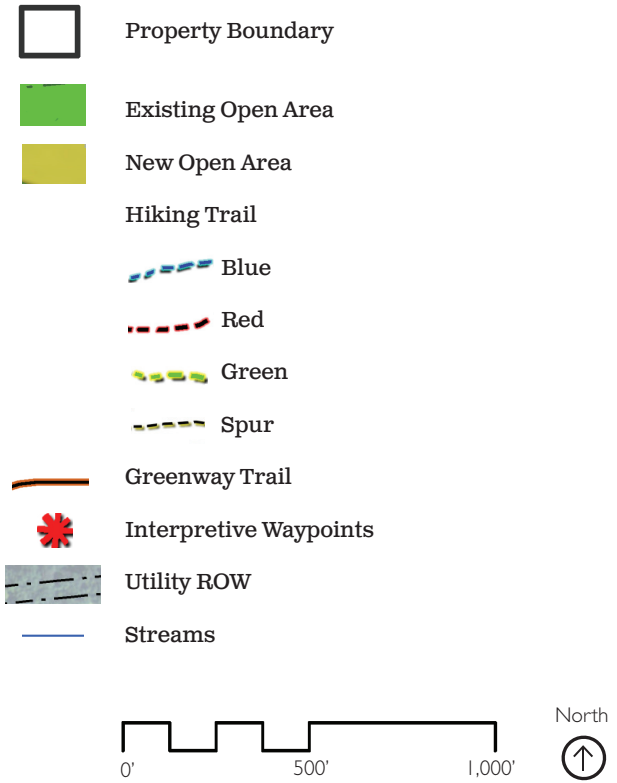 Property Boundary
Existing Open Area
New Open Area
Hiking Trail
Blue
Red
Green
Spur
Greenway Trail
Interpretive Waypoints
Utility ROW
Streams
North
0' 500' 1,000'